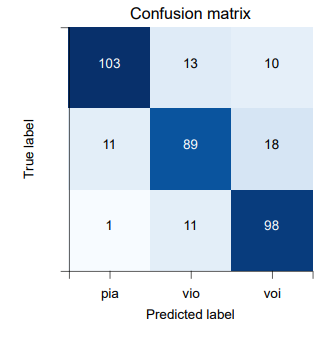 Confusion matrix
103 13 10
11 89 18
1 11 98
True label
pia vio voi
Predicted label